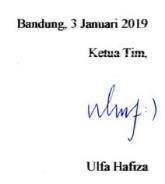 Bandung, 3 Januari 2019
Ketua Tim,
Ulfa Hafiza